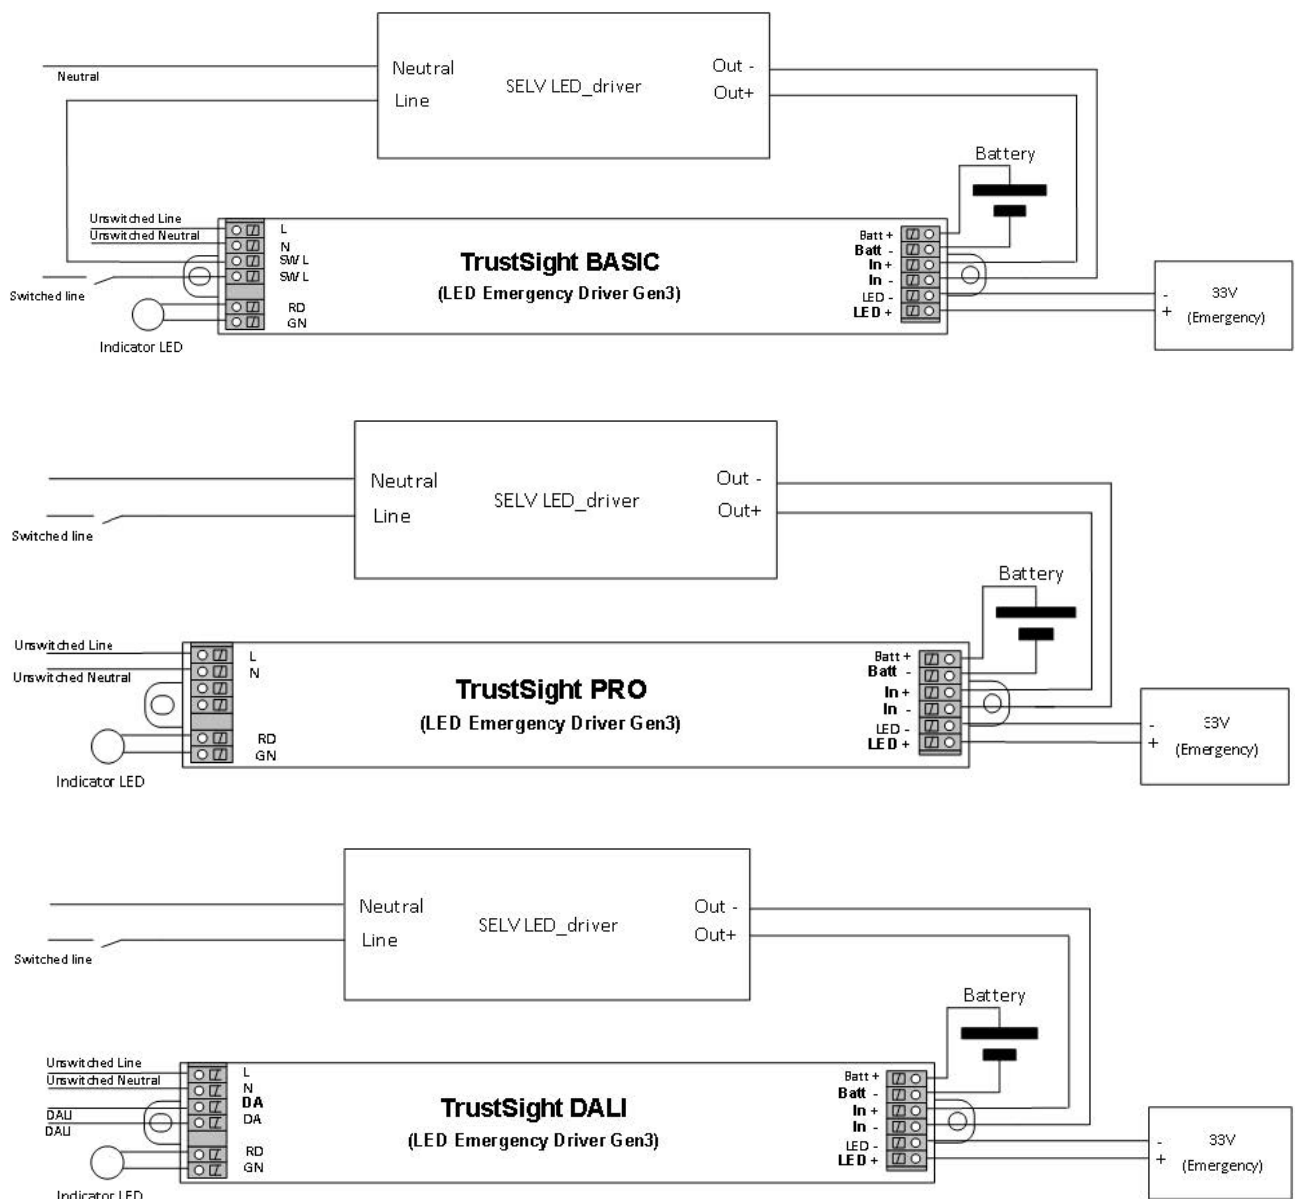 Neutral
Neutral
Line
SELV LED_driver
Out -
Out+
Battery
Unswitched Line
Unswitched Neutral
Switched line
Indicator LED
L
N
SW L
SW L
RD
GN
TrustSight BASIC
(LED Emergency Driver Gen3)
Batt +
Batt -
In +
In -
LED -
LED +
-
+
33V
(Emergency)
Neutral
Line
SELV LED_driver
Out -
Out+
Switched line
Battery
Unswitched Line
Unswitched Neutral
Indicator LED
L
N
RD
GN
TrustSight PRO
(LED Emergency Driver Gen3)
Batt +
Batt -
In +
In -
LED -
LED +
-
+
33V
(Emergency)
Neutral
Line
SELV LED_driver
Out -
Out+
Switched line
Battery
Unswitched Line
Unswitched Neutral
DALI
DALI
Indicator LED
L
N
DA
DA
RD
GN
TrustSight DALI
(LED Emergency Driver Gen3)
Batt +
Batt -
In +
In -
LED -
LED +
-
+
33V
(Emergency)